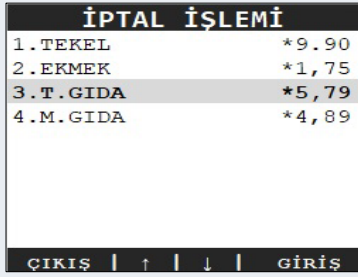 İPTAL İŞLEMİ
1.TEKEL *9.90
2.EKMEK *1,75
3.T.GIDA *5,79
4.M.GIDA *4,89
ÇIKIŞ | ↑ | ↓ | GİRİŞ